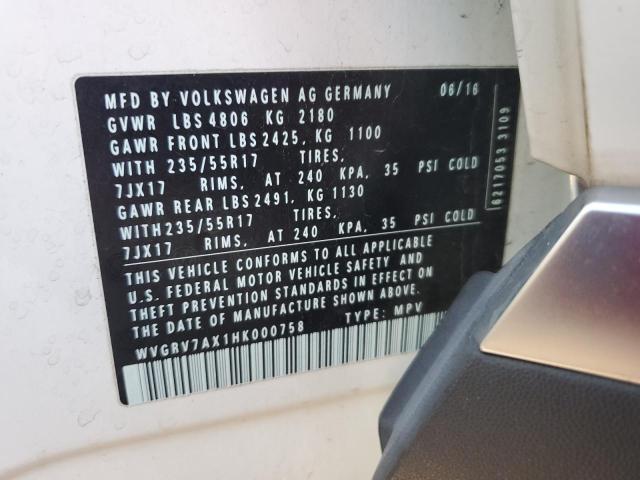 MFD BY VOLKSWAGEN AG GERMANY 06/16
GVWR LBS 4806 KG 2180
GAWR FRONT LBS 2425, KG 1100
WITH 235/55R17 TIRES,
7JX17 RIMS, AT 240 KPA, 35 PSI COLD
GAWR REAR LBS 2491, KG 1130
WITH235/55R17 TIRES,
7JX17 RIMS, AT 240 KPA, 35 PSI COLD
THIS VEHICLE CONFORMS TO ALL APPLICABLE
U.S. FEDERAL MOTOR VEHICLE SAFETY AND
THEFT PREVENTION STANDARDS IN EFFECT ON
THE DATE OF MANUFACTURE SHOWN ABOVE.
WVGRV7AX1HK000758 TYPE: MPV
6217053 3109